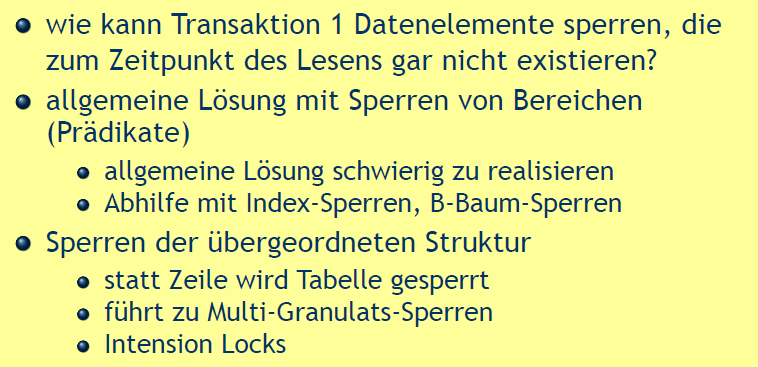 wie kann Transaktion 1 Datenelemente sperren, die
zum Zeitpunkt des Lesens gar nicht existieren?
allgemeine Lösung mit Sperren von Bereichen
(Prädikate)
allgemeine Lösung schwierig zu realisieren
Abhilfe mit Index-Sperren, B-Baum-Sperren
Sperren der übergeordneten Struktur
statt Zeile wird Tabelle gesperrt
führt zu Multi-Granulats-Sperren
Intension Locks